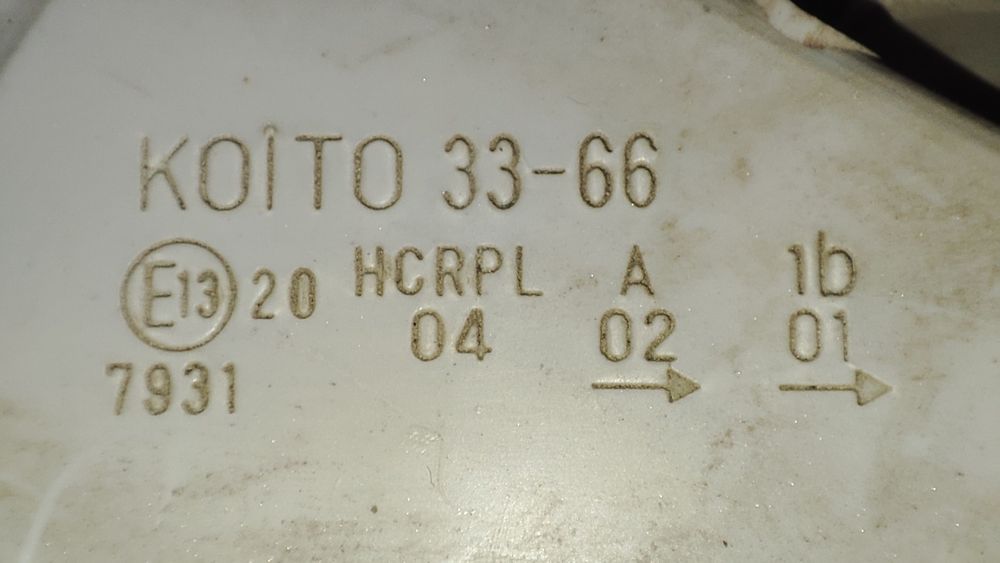 KOITO 33-66
E13 20 HCRPL A 1b
04 02 01
7931 → →